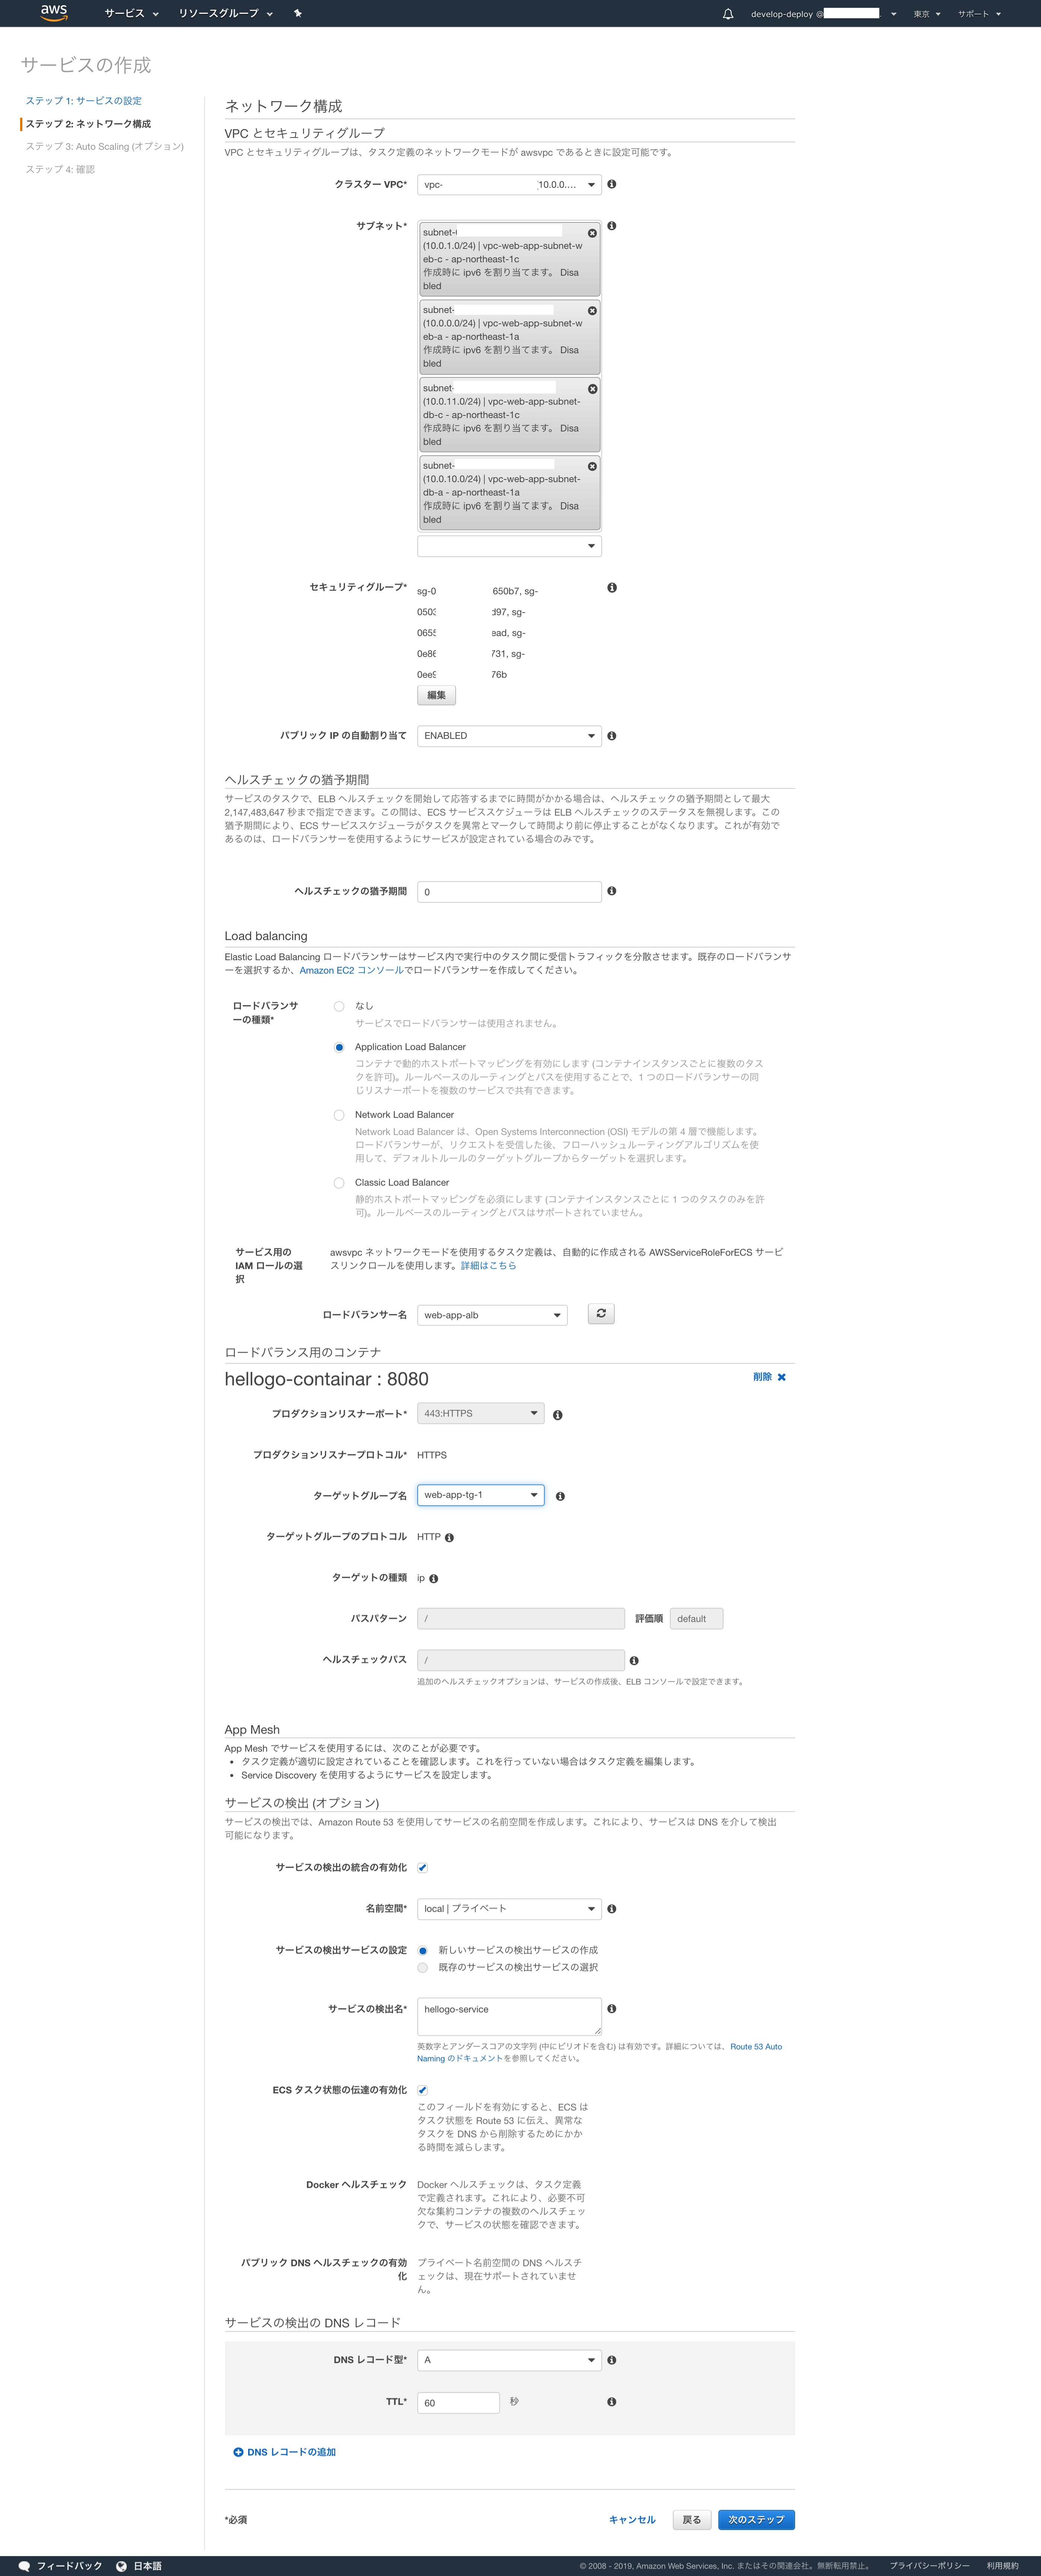 aws サービス リソースグループ develop-deploy @ 東京 サポート
サービスの作成
ステップ 1: サービスの設定
ステップ 2: ネットワーク構成
ステップ 3: Auto Scaling (オプション)
ステップ 4: 確認
ネットワーク構成
VPC とセキュリティグループ
VPC とセキュリティグループは、タスク定義のネットワークモードが awsvpc であるときに設定可能です。
クラスター VPC* vpc- 10.0.0....
サブネット*
subnet-
(10.0.1.0/24) | vpc-web-app-subnet-w
eb-c - ap-northeast-1c
作成時に ipv6 を割り当てます。 Disa
bled
subnet-
(10.0.0.0/24) | vpc-web-app-subnet-w
eb-a - ap-northeast-1a
作成時に ipv6 を割り当てます。 Disa
bled
subnet-
(10.0.11.0/24) | vpc-web-app-subnet-
db-c - ap-northeast-1c
作成時に ipv6 を割り当てます。 Disa
bled
subnet-
(10.0.10.0/24) | vpc-web-app-subnet-
db-a - ap-northeast-1a
作成時に ipv6 を割り当てます。 Disa
bled
セキュリティグループ* sg-0 650b7, sg-
0503 d97, sg-
0655 ead, sg-
0e86 731, sg-
0ee9 76b
編集
パブリック IP の自動割り当て ENABLED
ヘルスチェックの猶予期間
サービスのタスクで、ELB ヘルスチェックを開始して応答するまでに時間がかかる場合は、ヘルスチェックの猶予期間として最大
2,147,483,647 秒まで指定できます。この間は、ECS サービススケジューラは ELB ヘルスチェックのステータスを無視します。この
猶予期間により、ECS サービススケジューラがタスクを異常とマークして時間より前に停止することがなくなります。これが有効で
あるのは、ロードバランサーを使用するようにサービスが設定されている場合のみです。
ヘルスチェックの猶予期間 0
Load balancing
Elastic Load Balancing ロードバランサーはサービス内で実行中のタスク間に受信トラフィックを分散させます。既存のロードバランサ
ーを選択するか、Amazon EC2 コンソールでロードバランサーを作成してください。
ロードバランサ
ーの種類*
なし
サービスでロードバランサーは使用されません。
Application Load Balancer
コンテナで動的ホストポートマッピングを有効にします (コンテナインスタンスごとに複数のタス
クを許可)。ルールベースのルーティングとパスを使用することで、1 つのロードバランサーの同
じリスナーポートを複数のサービスで共有できます。
Network Load Balancer
Network Load Balancer は、Open Systems Interconnection (OSI) モデルの第 4 層で機能します。
ロードバランサーが、リクエストを受信した後、フローハッシュルーティングアルゴリズムを使
用して、デフォルトルールのターゲットグループからターゲットを選択します。
Classic Load Balancer
静的ホストポートマッピングを必須にします (コンテナインスタンスごとに 1 つのタスクのみを許
可)。ルールベースのルーティングとパスはサポートされていません。
サービス用の
IAM ロールの選
択
awsvpc ネットワークモードを使用するタスク定義は、自動的に作成される AWSServiceRoleForECS サービ
スリンクロールを使用します。詳細はこちら
ロードバランサー名 web-app-alb
ロードバランス用のコンテナ
hellogo-containar : 8080 削除
プロダクションリスナーポート* 443:HTTPS
プロダクションリスナープロトコル* HTTPS
ターゲットグループ名 web-app-tg-1
ターゲットグループのプロトコル HTTP
ターゲットの種類 ip
パスパターン / 評価順 default
ヘルスチェックパス /
追加のヘルスチェックオプションは、サービスの作成後、ELB コンソールで設定できます。
App Mesh
App Mesh でサービスを使用するには、次のことが必要です。
• タスク定義が適切に設定されていることを確認します。これを行っていない場合はタスク定義を編集します。
• Service Discovery を使用するようにサービスを設定します。
サービスの検出 (オプション)
サービスの検出では、Amazon Route 53 を使用してサービスの名前空間を作成します。これにより、サービスは DNS を介して検出
可能になります。
サービスの検出の統合の有効化
名前空間* local | プライベート
サービスの検出サービスの設定 新しいサービスの検出サービスの作成
既存のサービスの検出サービスの選択
サービスの検出名* hellogo-service
英数字とアンダースコアの文字列 (中にピリオドを含む) は有効です。詳細については、Route 53 Auto
Naming のドキュメントを参照してください。
ECS タスク状態の伝達の有効化
このフィールドを有効にすると、ECS は
タスク状態を Route 53 に伝え、異常な
タスクを DNS から削除するためにかか
る時間を減らします。
Docker ヘルスチェック Docker ヘルスチェックは、タスク定義
で定義されます。これにより、必要不可
欠な集約コンテナの複数のヘルスチェッ
クで、サービスの状態を確認できます。
パブリック DNS ヘルスチェックの有効
化
プライベート名前空間の DNS ヘルスチ
ェックは、現在サポートされていませ
ん。
サービスの検出の DNS レコード
DNS レコード型* A
TTL* 60 秒
DNS レコードの追加
*必須 キャンセル 戻る 次のステップ
フィードバック 日本語 © 2008 - 2019, Amazon Web Services, Inc. またはその関連会社。無断転用禁止。 プライバシーポリシー 利用規約